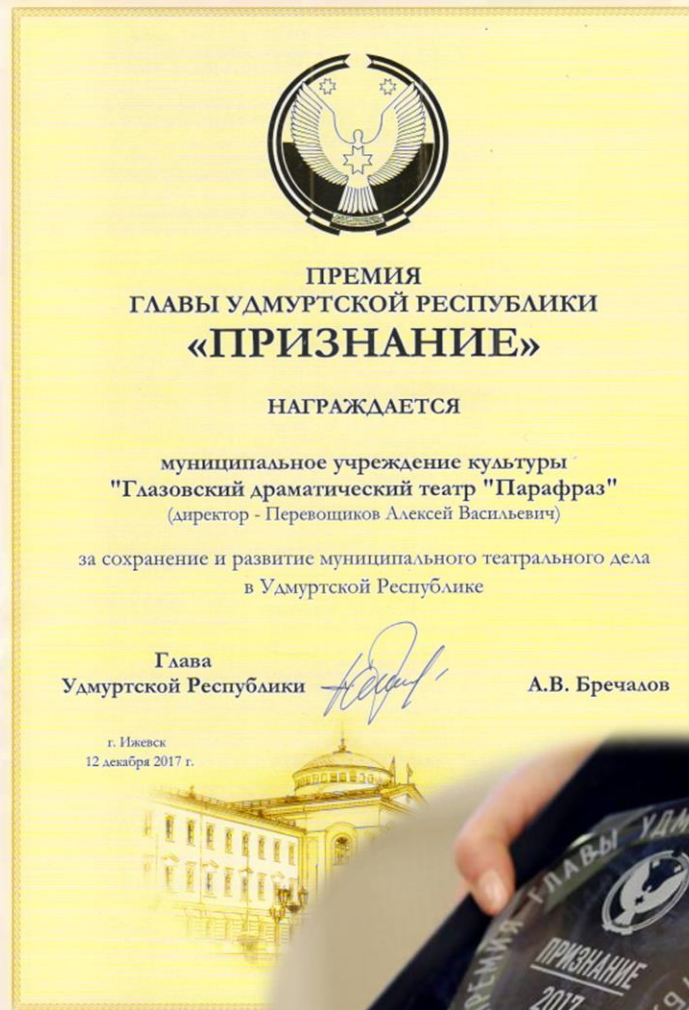 ПРЕМИЯ
ГЛАВЫ УДМУРТСКОЙ РЕСПУБЛИКИ
«ПРИЗНАНИЕ»
НАГРАЖДАЕТСЯ
муниципальное учреждение культуры
"Глазовский драматический театр "Парафраз"
(директор - Перевощиков Алексей Васильевич)
за сохранение и развитие муниципального театрального дела
в Удмуртской Республике
Глава
Удмуртской Республики
А.В. Бречалов
г. Ижевск
12 декабря 2017 г.
ПРЕМИЯ ГЛАВЫ
ПРИЗНАНИЕ
2017